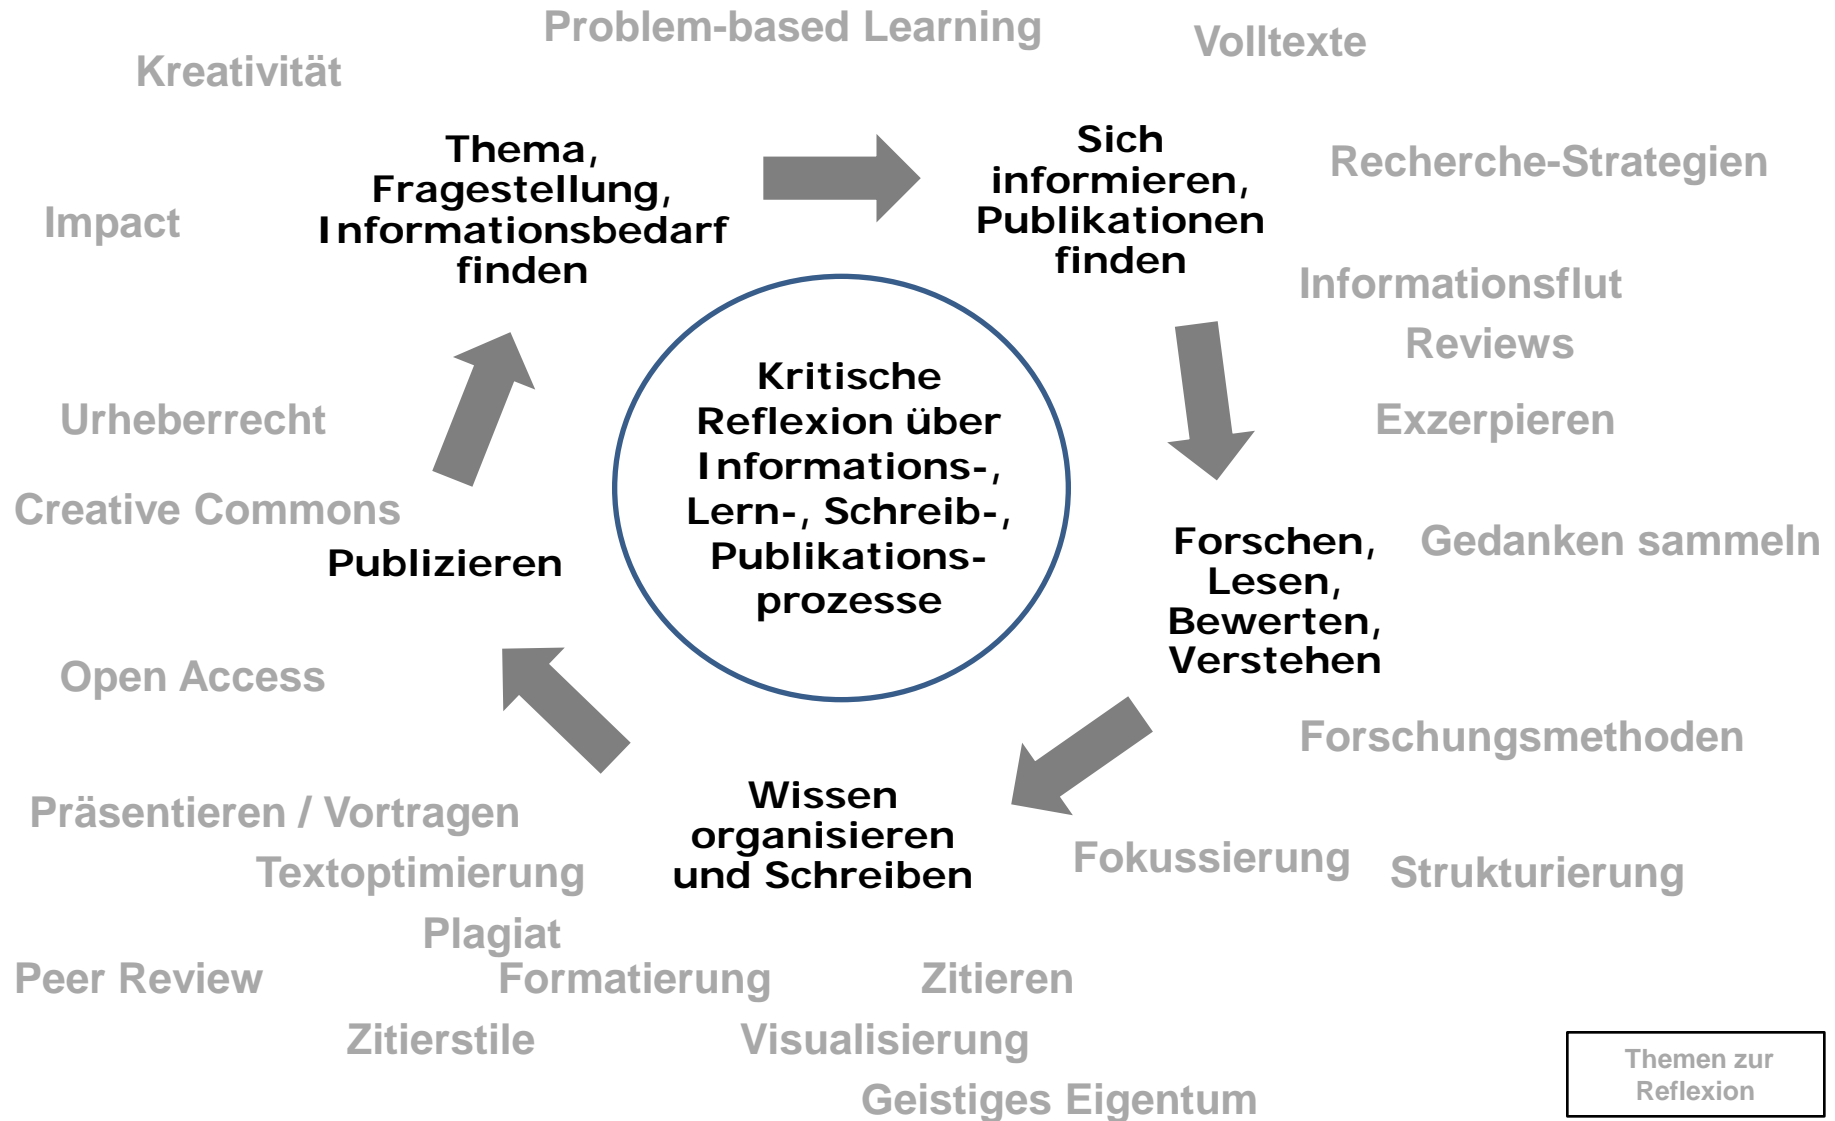 Problem-based Learning
Volltexte
Kreativität
Thema,
Fragestellung,
Informationsbedarf
finden
Sich
informieren,
Publikationen
finden
Recherche-Strategien
Impact
Informationsflut
Reviews
Kritische
Reflexion über
Informations-,
Lern-, Schreib-,
Publikations-
prozesse
Urheberrecht
Exzerpieren
Creative Commons
Publizieren
Forschen,
Lesen,
Bewerten,
Verstehen
Gedanken sammeln
Open Access
Forschungsmethoden
Präsentieren / Vortragen
Wissen
organisieren
und Schreiben
Textoptimierung
Fokussierung
Strukturierung
Plagiat
Peer Review
Formatierung
Zitieren
Zitierstile
Visualisierung
Geistiges Eigentum
Themen zur
Reflexion